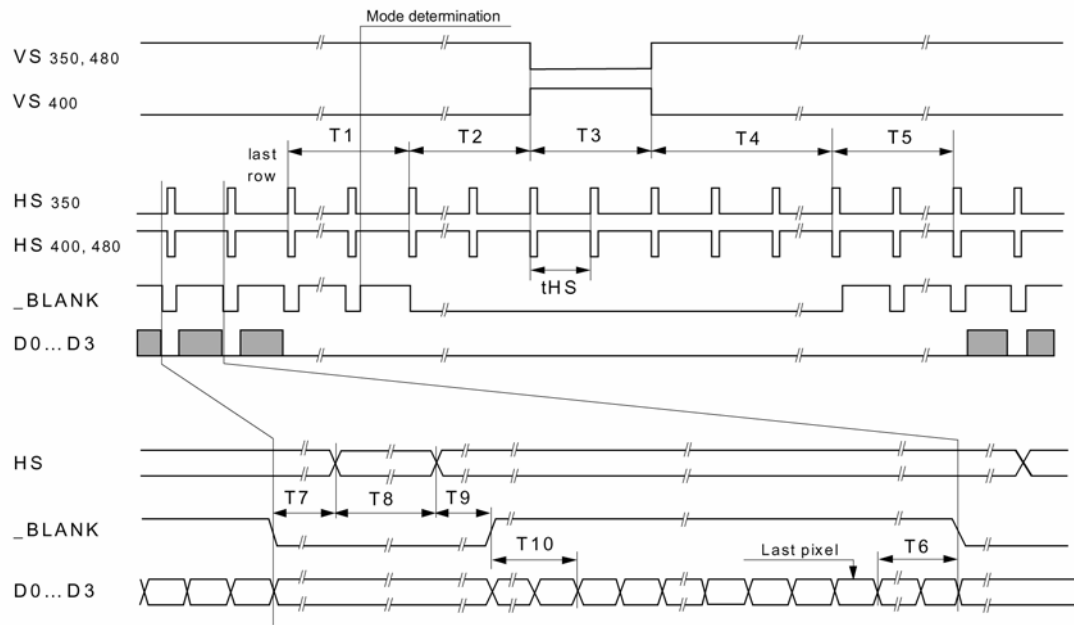 Mode determination
VS 350, 480
VS 400
T1 T2 T3 T4 T5
last row
HS 350
HS 400, 480
tHS
_BLANK
D0...D3
HS
T7 T8 T9
_BLANK
T10 Last pixel T6
D0...D3